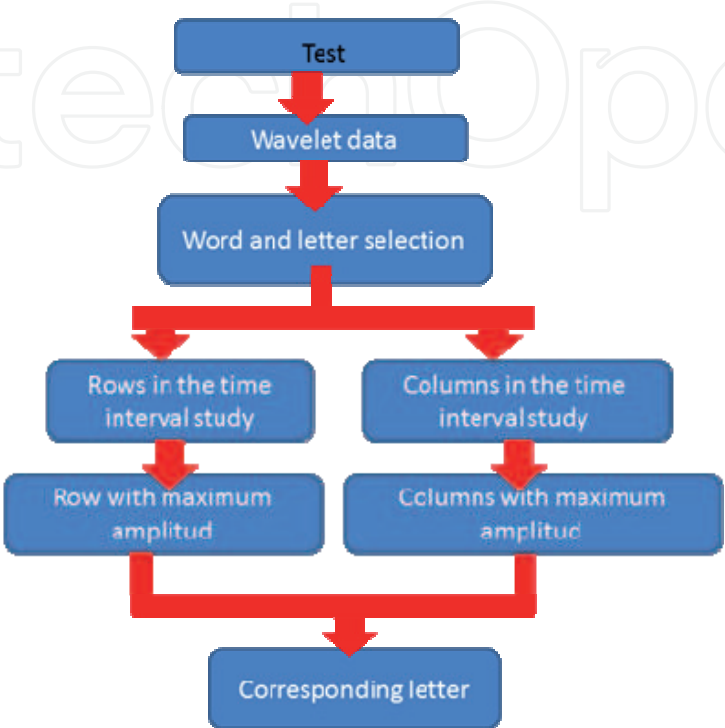 techOpe
Test
Wavelet data
Word and letter selection
Rows in the time
interval study
Columns in the time
interval study
Row with maximum
amplitud
Columns with maximum
amplitud
Corresponding letter